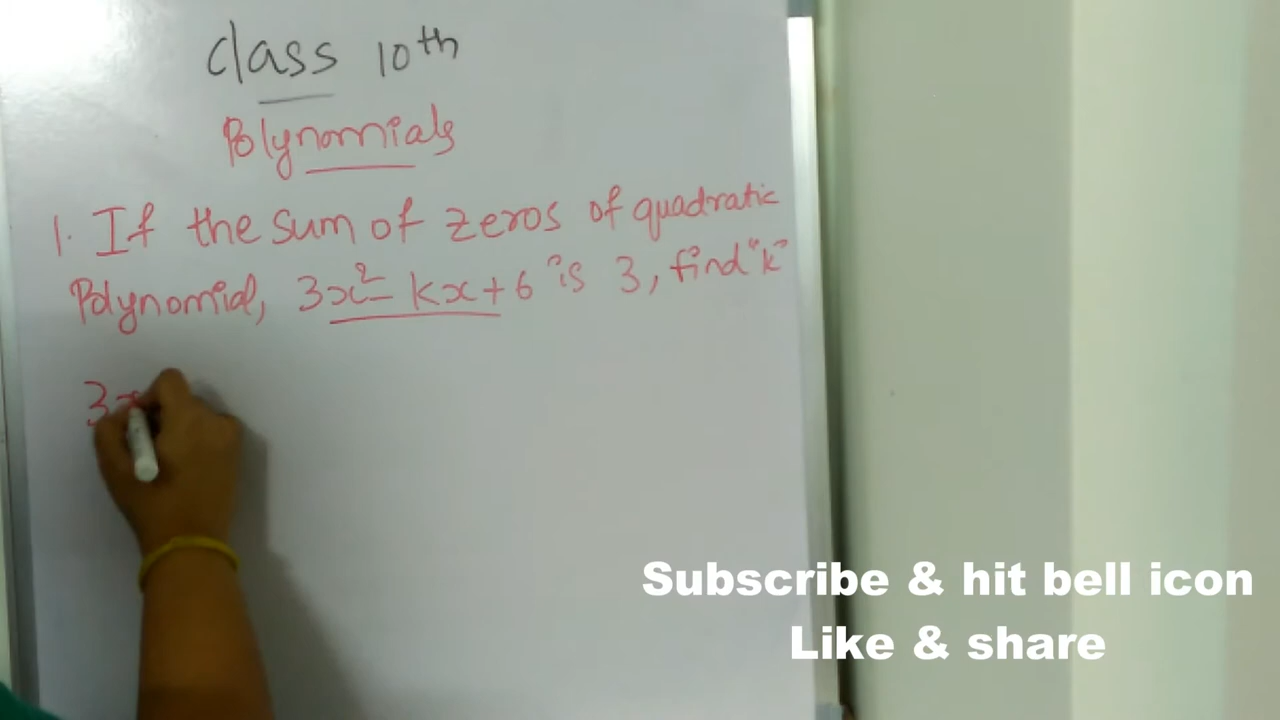 class 10th
Polynomials
1. If the sum of zeros of quadratic
Polynomial, 3x² - kx + 6 is 3, find "k"
3x
Subscribe & hit bell icon
Like & share